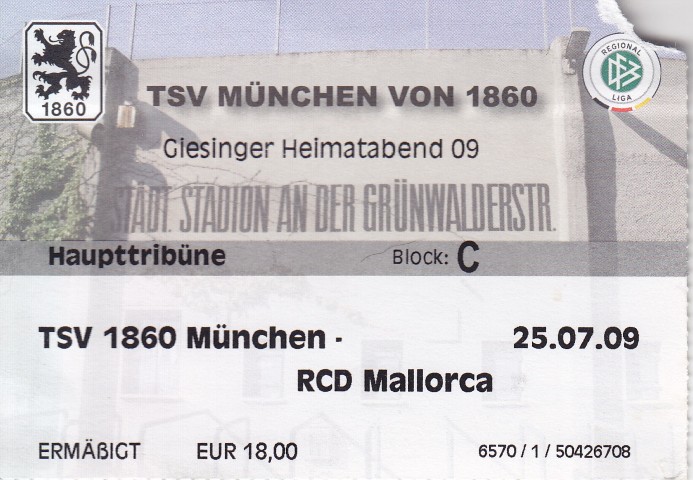 1860
REGIONAL
DFB
LIGA
TSV MÜNCHEN VON 1860
Giesinger Heimatabend 09
STÄDT. STADION AN DER GRÜNWALDERSTR.
Haupttribüne Block: C
TSV 1860 München - 25.07.09
RCD Mallorca
ERMÄßIGT EUR 18,00 6570 / 1 / 50426708